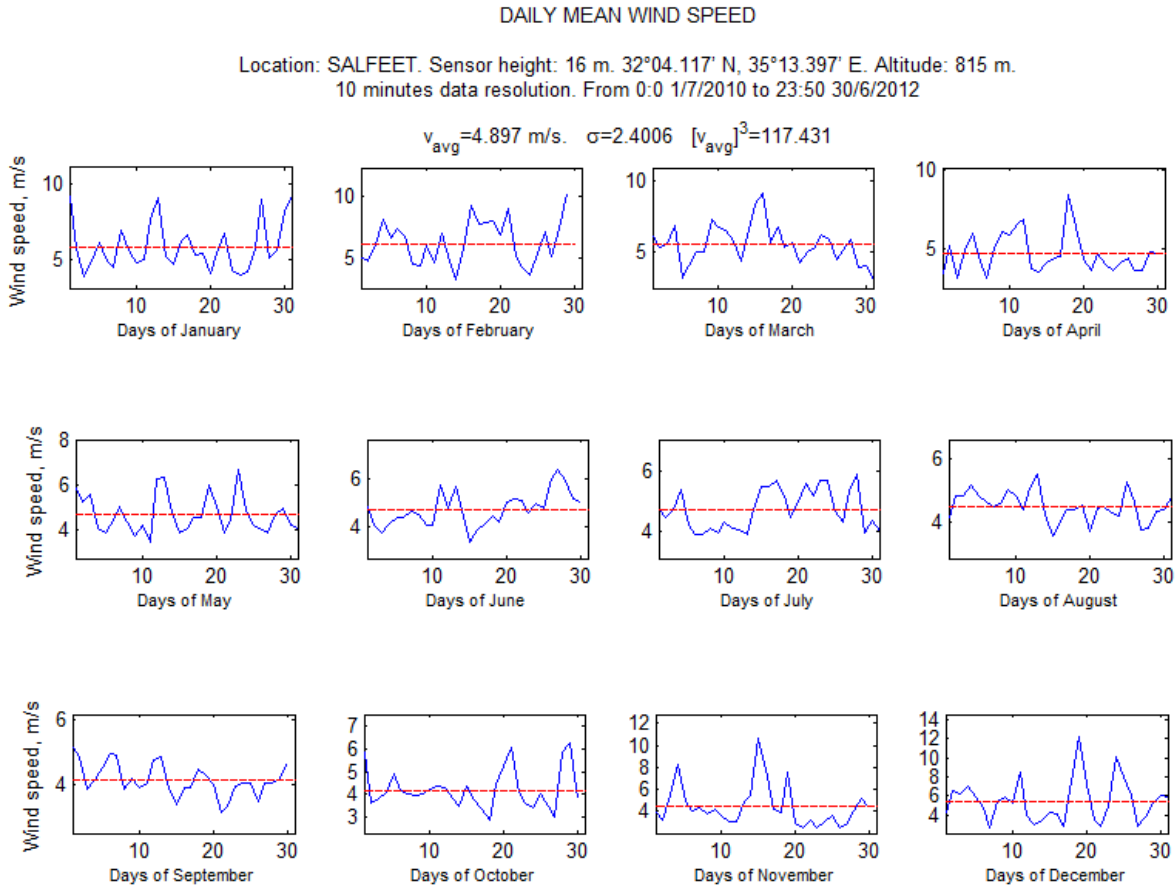 DAILY MEAN WIND SPEED
Location: SALFEET. Sensor height: 16 m. 32°04.117' N, 35°13.397' E. Altitude: 815 m.
10 minutes data resolution. From 0:0 1/7/2010 to 23:50 30/6/2012
v_avg=4.897 m/s. σ=2.4006 [v_avg]^3=117.431
Wind speed, m/s
10
5
10 20 30
Days of January
10
5
10 20 30
Days of February
10
5
10 20 30
Days of March
10
5
10 20 30
Days of April
Wind speed, m/s
8
6
4
10 20 30
Days of May
6
4
10 20 30
Days of June
6
4
10 20 30
Days of July
6
4
10 20 30
Days of August
Wind speed, m/s
6
4
10 20 30
Days of September
7
6
5
4
3
10 20 30
Days of October
12
10
8
6
4
10 20 30
Days of November
14
12
10
8
6
4
10 20 30
Days of December